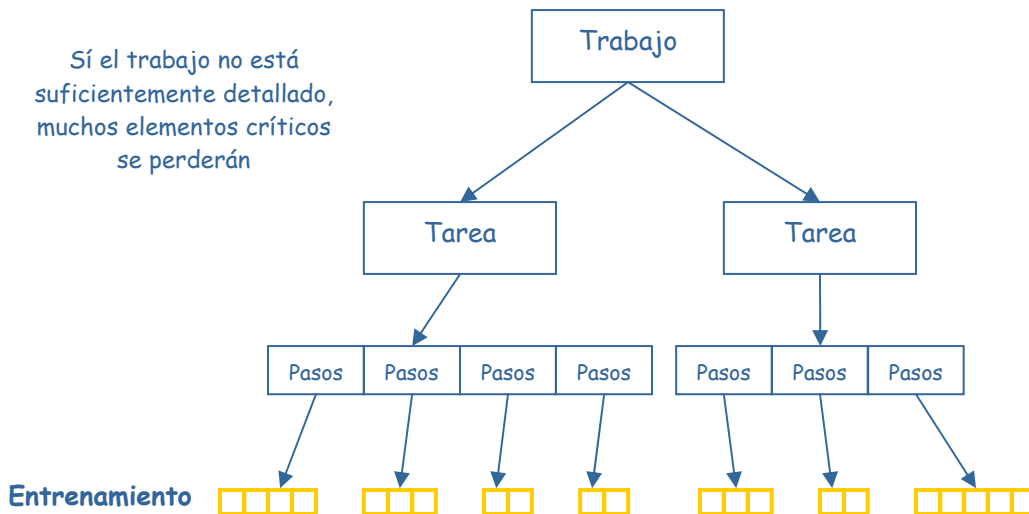 Trabajo
Sí el trabajo no está
suficientemente detallado,
muchos elementos críticos
se perderán
Tarea
Tarea
Pasos Pasos Pasos Pasos
Pasos Pasos Pasos
Entrenamiento